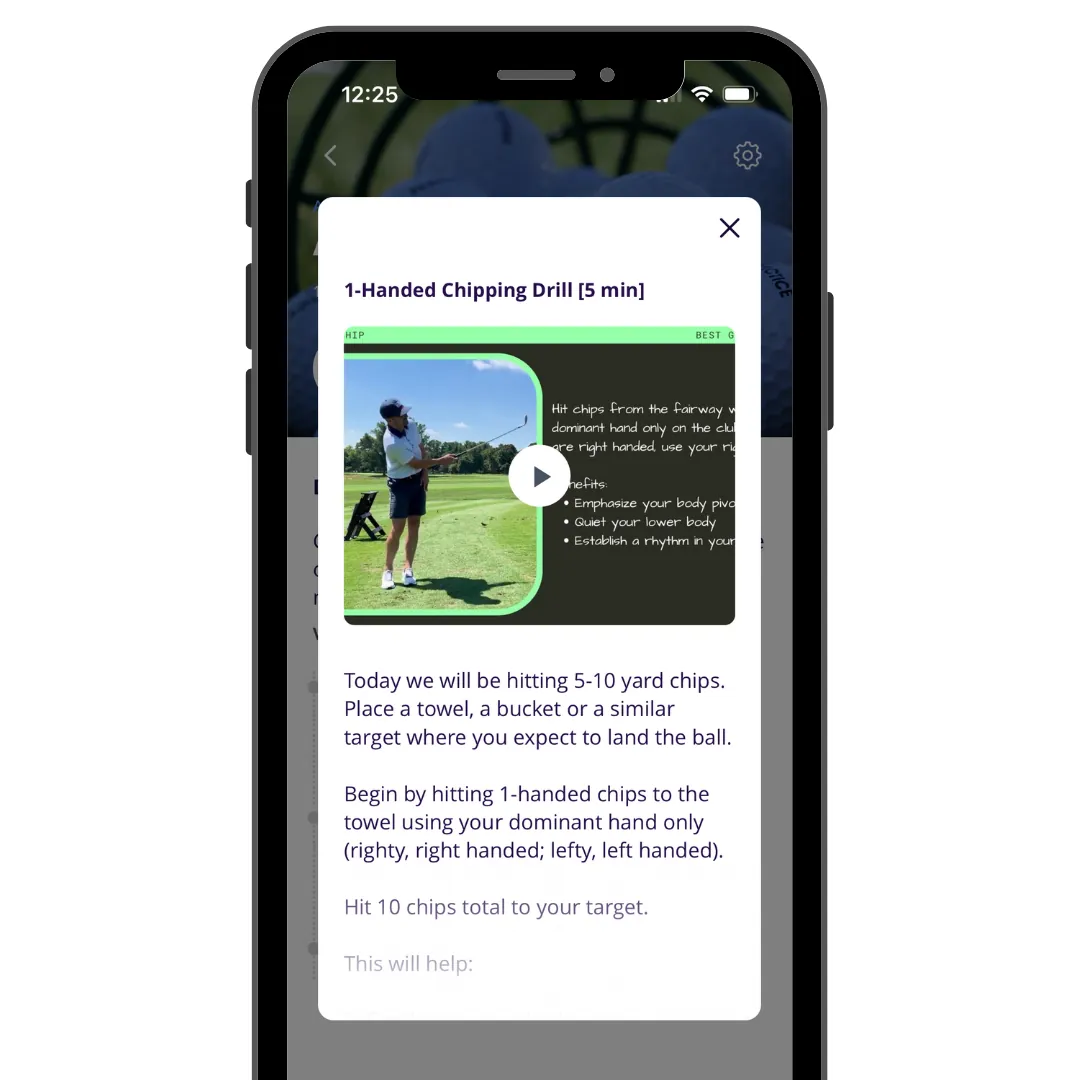 12:25
1-Handed Chipping Drill [5 min]
HIP
BEST G
Hit chips from the fairway w
dominant hand only on the clu
are right handed, use your rig
nefits:
• Emphasize your body pivo
• Quiet your lower body
• Establish a rhythm in your
Today we will be hitting 5-10 yard chips.
Place a towel, a bucket or a similar
target where you expect to land the ball.
Begin by hitting 1-handed chips to the
towel using your dominant hand only
(righty, right handed; lefty, left handed).
Hit 10 chips total to your target.
This will help: